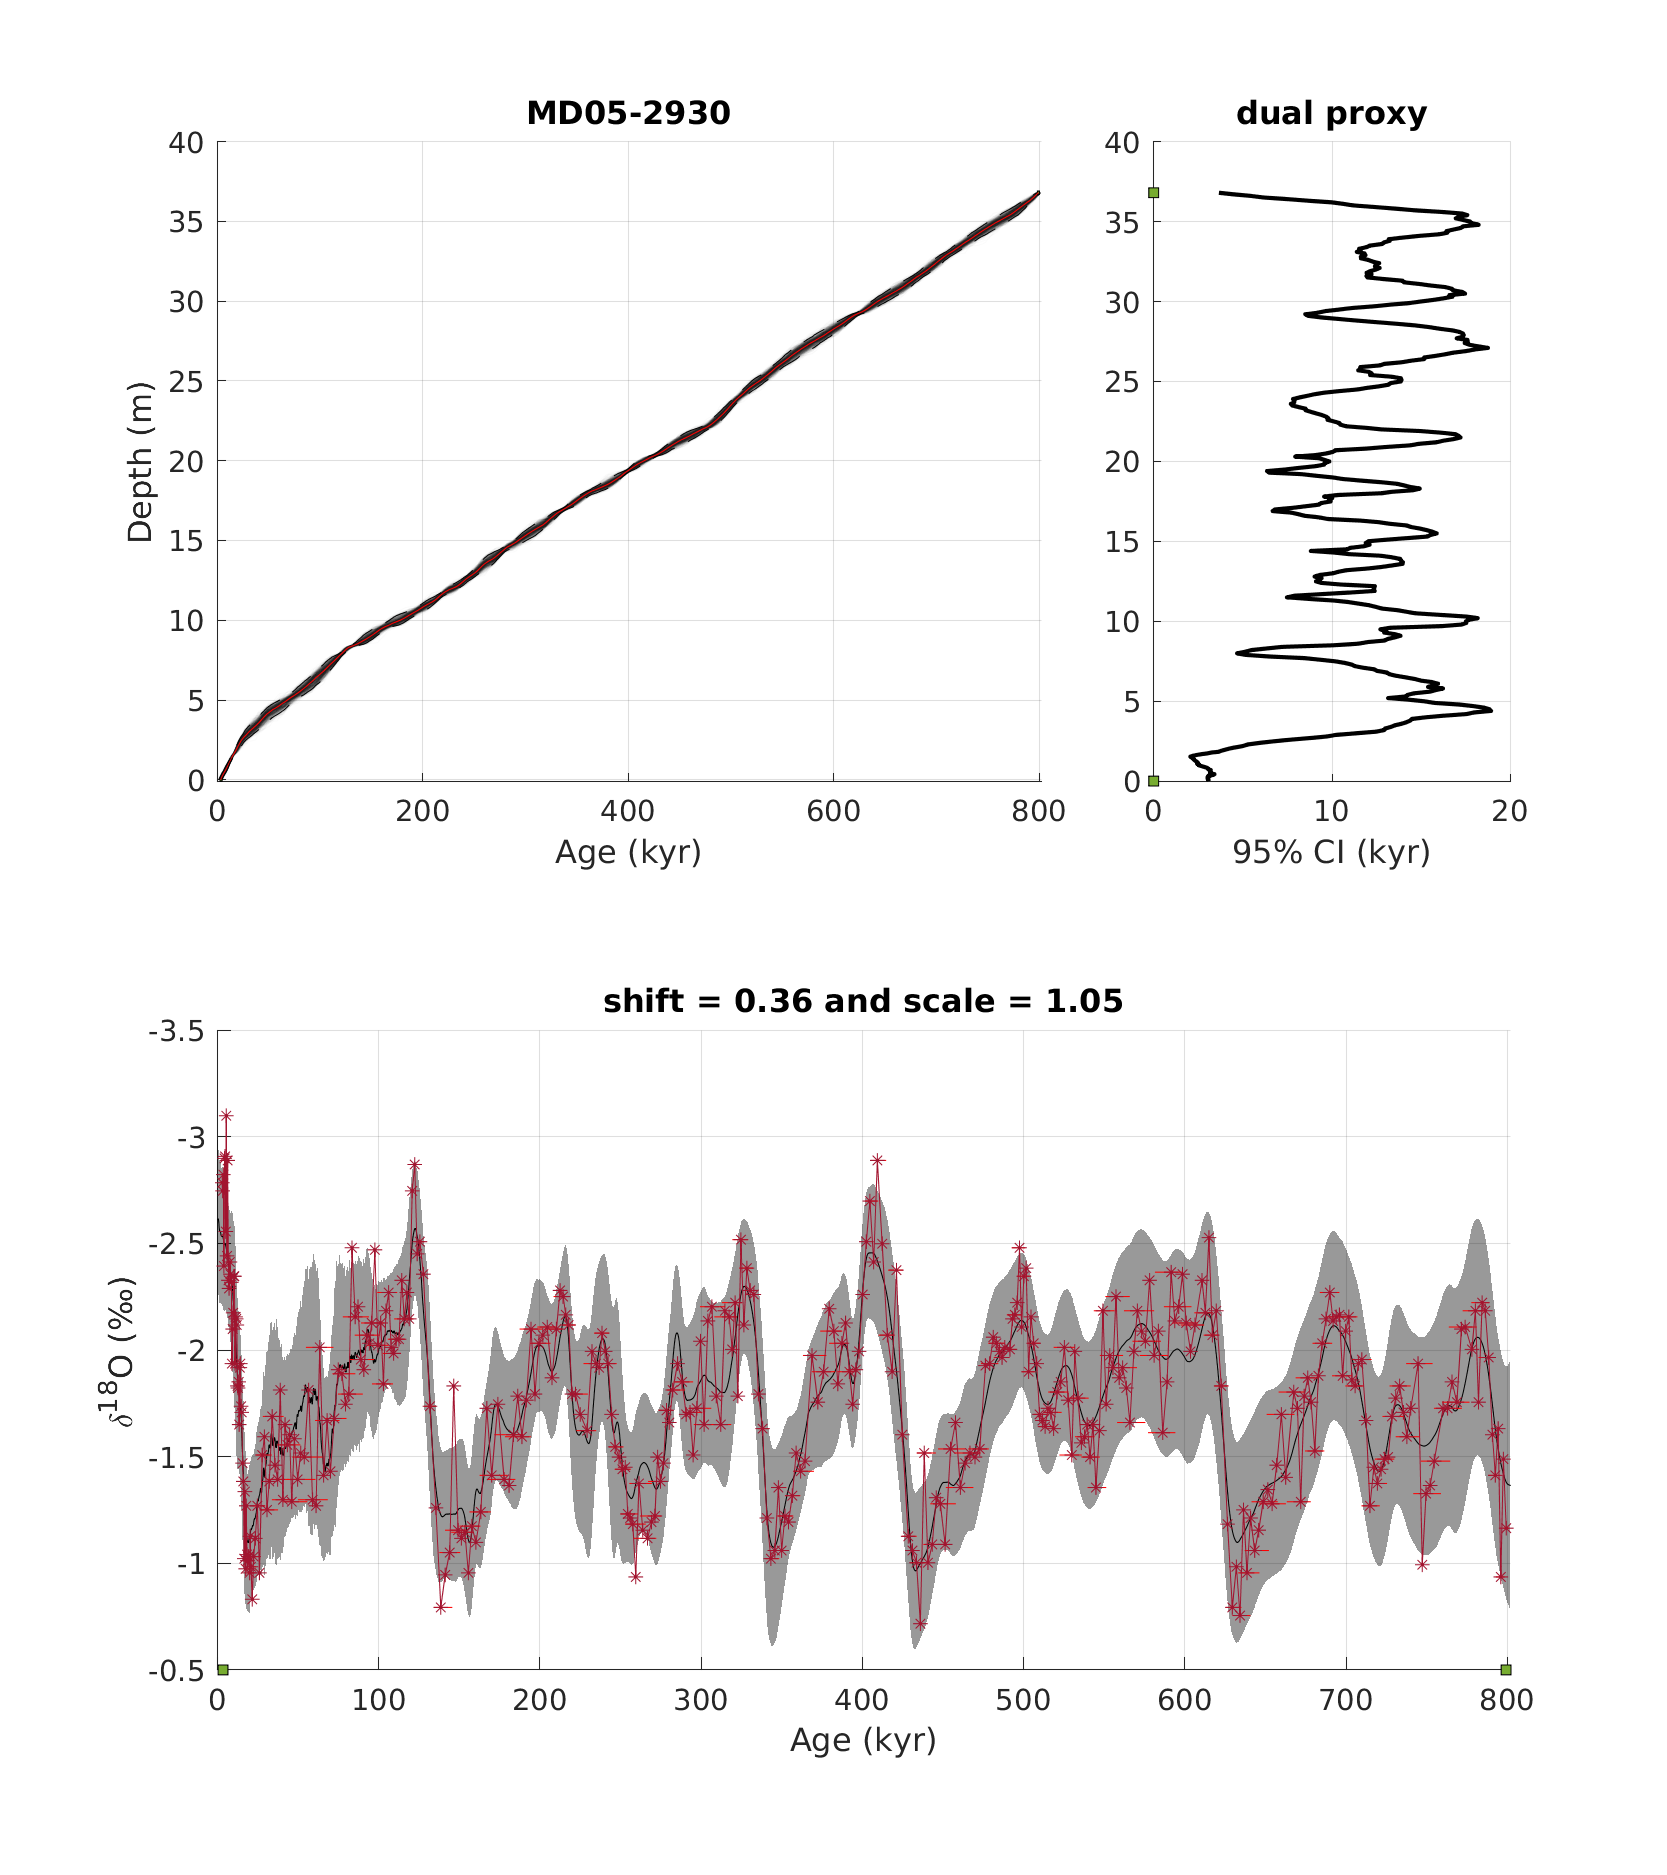 MD05-2930
dual proxy
40
35
30
25
20
15
10
5
0
Depth (m)
0 200 400 600 800
Age (kyr)
40
35
30
25
20
15
10
5
0
0 10 20
95% CI (kyr)
shift = 0.36 and scale = 1.05
-3.5
-3
-2.5
-2
-1.5
-1
-0.5
δ¹⁸O (‰)
0 100 200 300 400 500 600 700 800
Age (kyr)